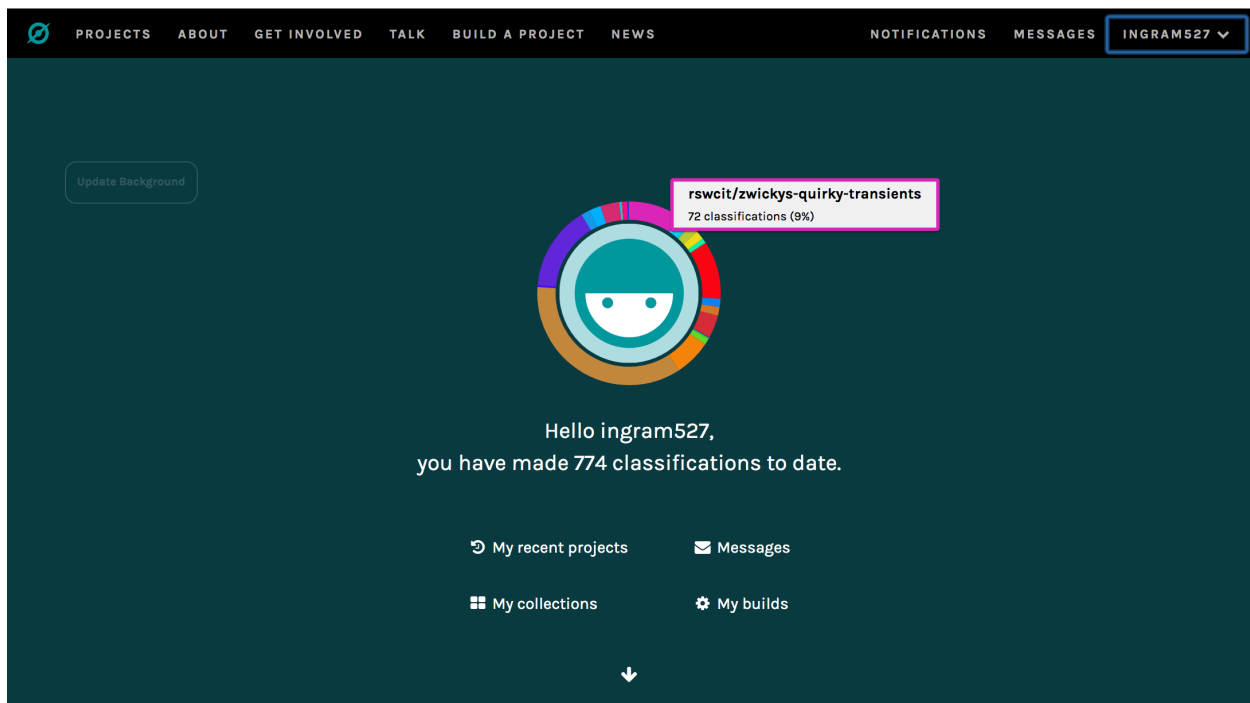 PROJECTS ABOUT GET INVOLVED TALK BUILD A PROJECT NEWS NOTIFICATIONS MESSAGES INGRAM527
Update Background
rswcit/zwickys-quirky-transients
72 classifications (9%)
Hello ingram527,
you have made 774 classifications to date.
My recent projects Messages
My collections My builds